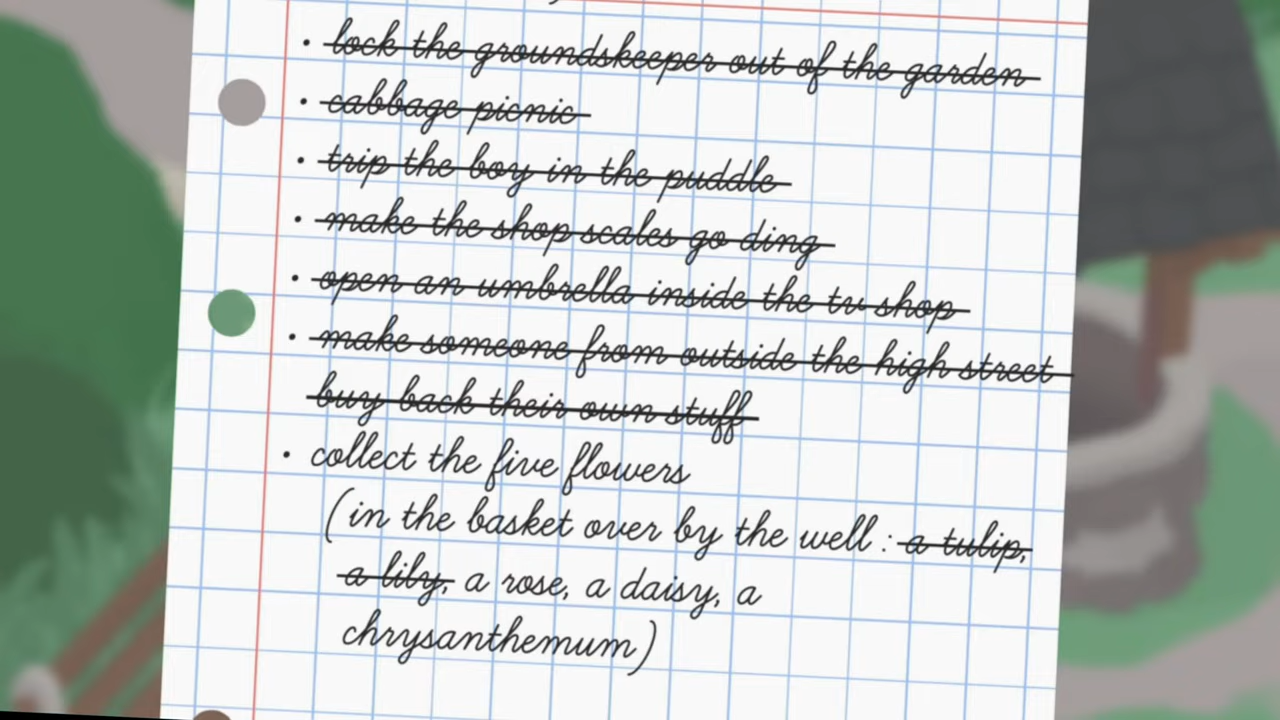 • lock the groundskeeper out of the garden
• cabbage picnic
• trip the boy in the puddle
• make the shop scales go ding
• open an umbrella inside the tv shop
• make someone from outside the high street
buy back their own stuff
• collect the five flowers
(in the basket over by the well : a tulip,
a lily, a rose, a daisy, a
chrysanthemum)